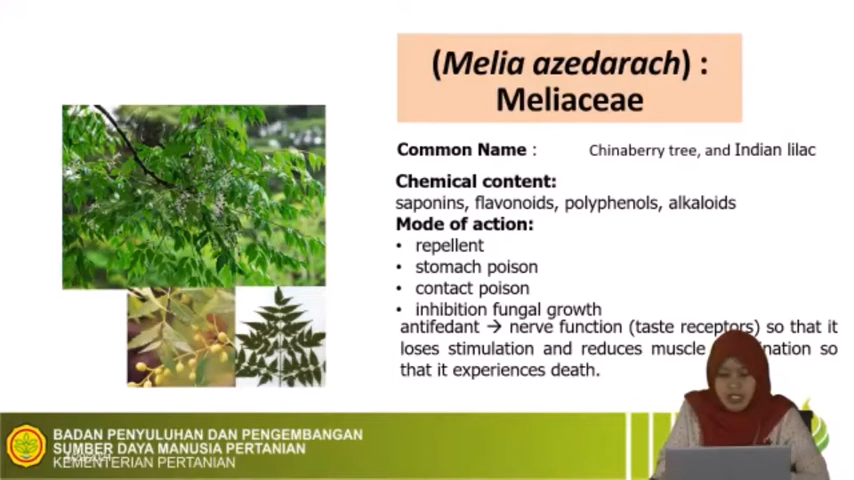 (Melia azedarach) :
Meliaceae
Common Name : Chinaberry tree, and Indian lilac
Chemical content:
saponins, flavonoids, polyphenols, alkaloids
Mode of action:
• repellent
• stomach poison
• contact poison
• inhibition fungal growth
antifedant → nerve function (taste receptors) so that it
loses stimulation and reduces muscle
so
that it experiences death.
BADAN PENYULUHAN DAN PENGEMBANGAN
SUMBER DAYA MANUSIA PERTANIAN
KEMENTERIAN PERTANIAN